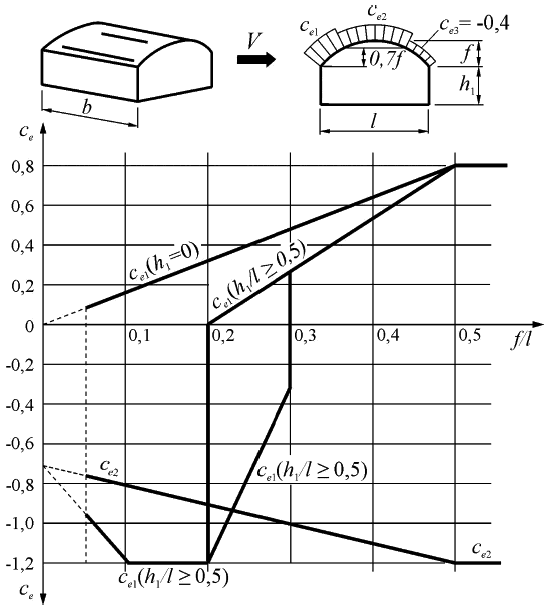 c_e1
c_e2
c_e3 = -0,4
V
0,7f
f
h_1
b
l
c_e
0,8
0,6
0,4
0,2
0
-0,2
-0,4
-0,6
-0,8
-1,0
-1,2
c_e
0,1
0,2
0,3
0,4
0,5
f/l
c_e1(h_1=0)
c_e1(h_1/l ≥ 0,5)
c_e1(h_1/l ≥ 0,5)
c_e2
c_e2
c_e1(h_1/l ≥ 0,5)